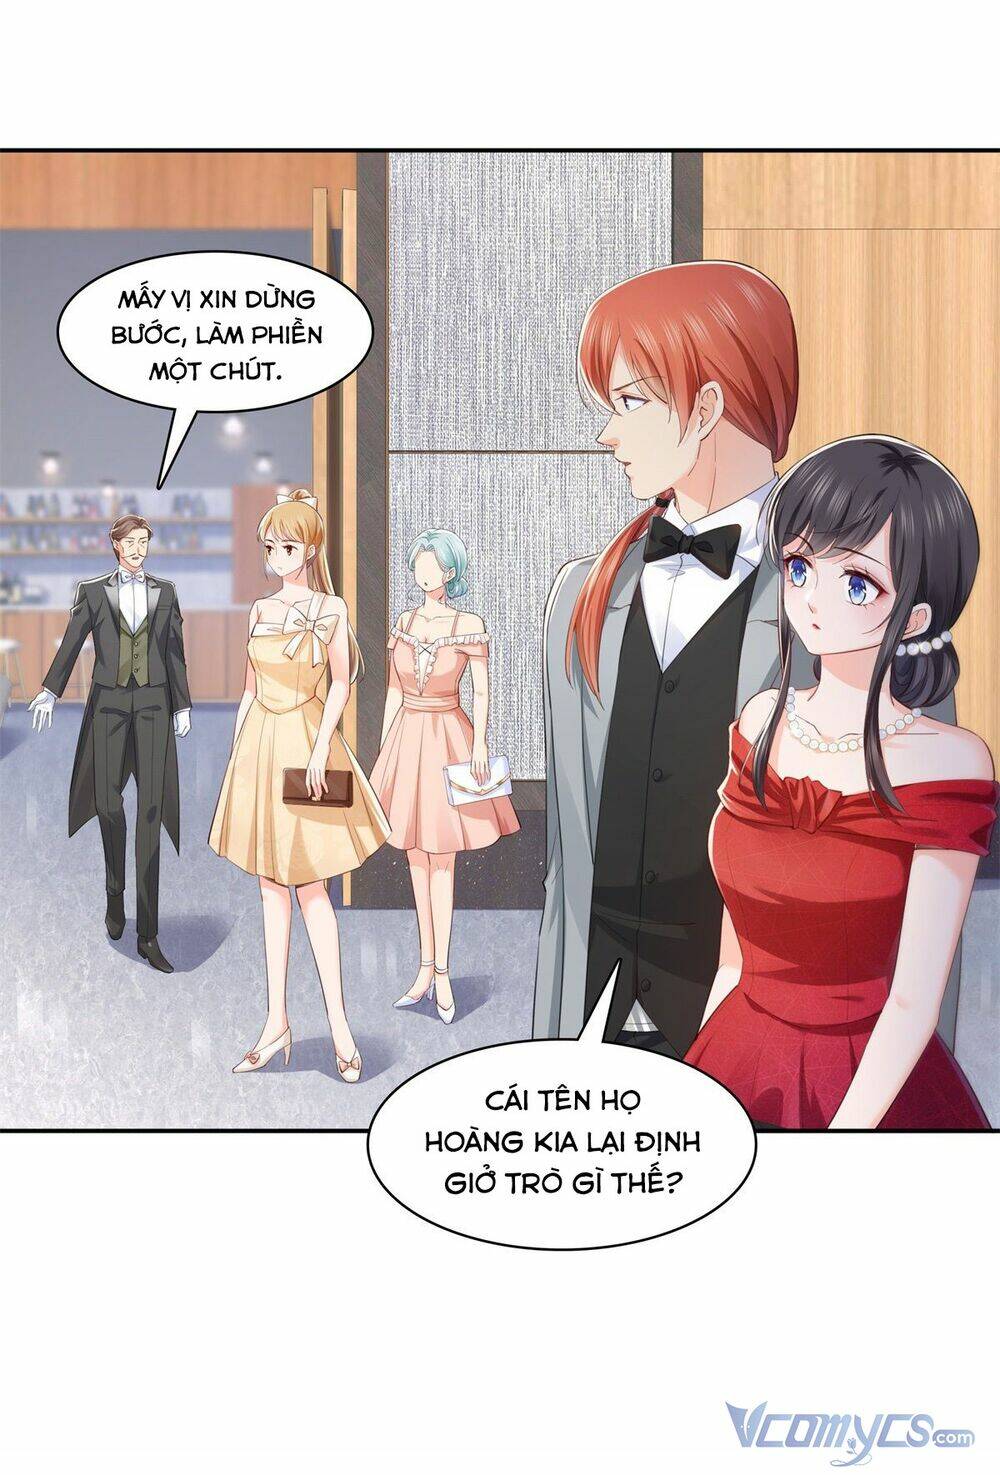 MẤY VỊ XIN DỪNG
BƯỚC, LÀM PHIỀN
MỘT CHÚT.
CÁI TÊN HỌ
HOÀNG KIA LẠI ĐỊNH
GIỞ TRÒ GÌ THẾ?
VCOMYCS.com